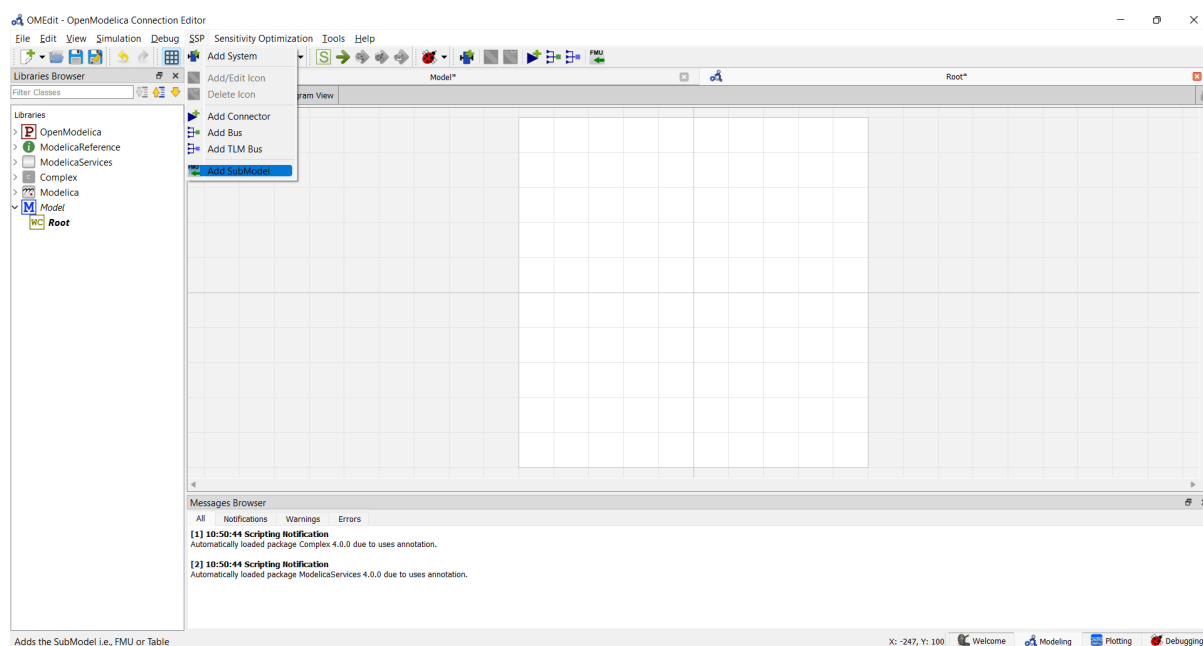 OMEdit - OpenModelica Connection Editor
File Edit View Simulation Debug SSP Sensitivity Optimization Tools Help
S
FMU
Libraries Browser
Filter Classes
Libraries
P OpenModelica
ModelicaReference
ModelicaServices
Complex
Modelica
M Model
WC Root
Add System
Add/Edit Icon
Delete Icon
Add Connector
Add Bus
Add TLM Bus
FMU Add SubModel
Model*
Root*
gram View
Messages Browser
All Notifications Warnings Errors
[1] 10:50:44 Scripting Notification
Automatically loaded package Complex 4.0.0 due to uses annotation.
[2] 10:50:44 Scripting Notification
Automatically loaded package ModelicaServices 4.0.0 due to uses annotation.
Adds the SubModel i.e., FMU or Table
X: -247, Y: 100 Welcome Modeling Plotting Debugging